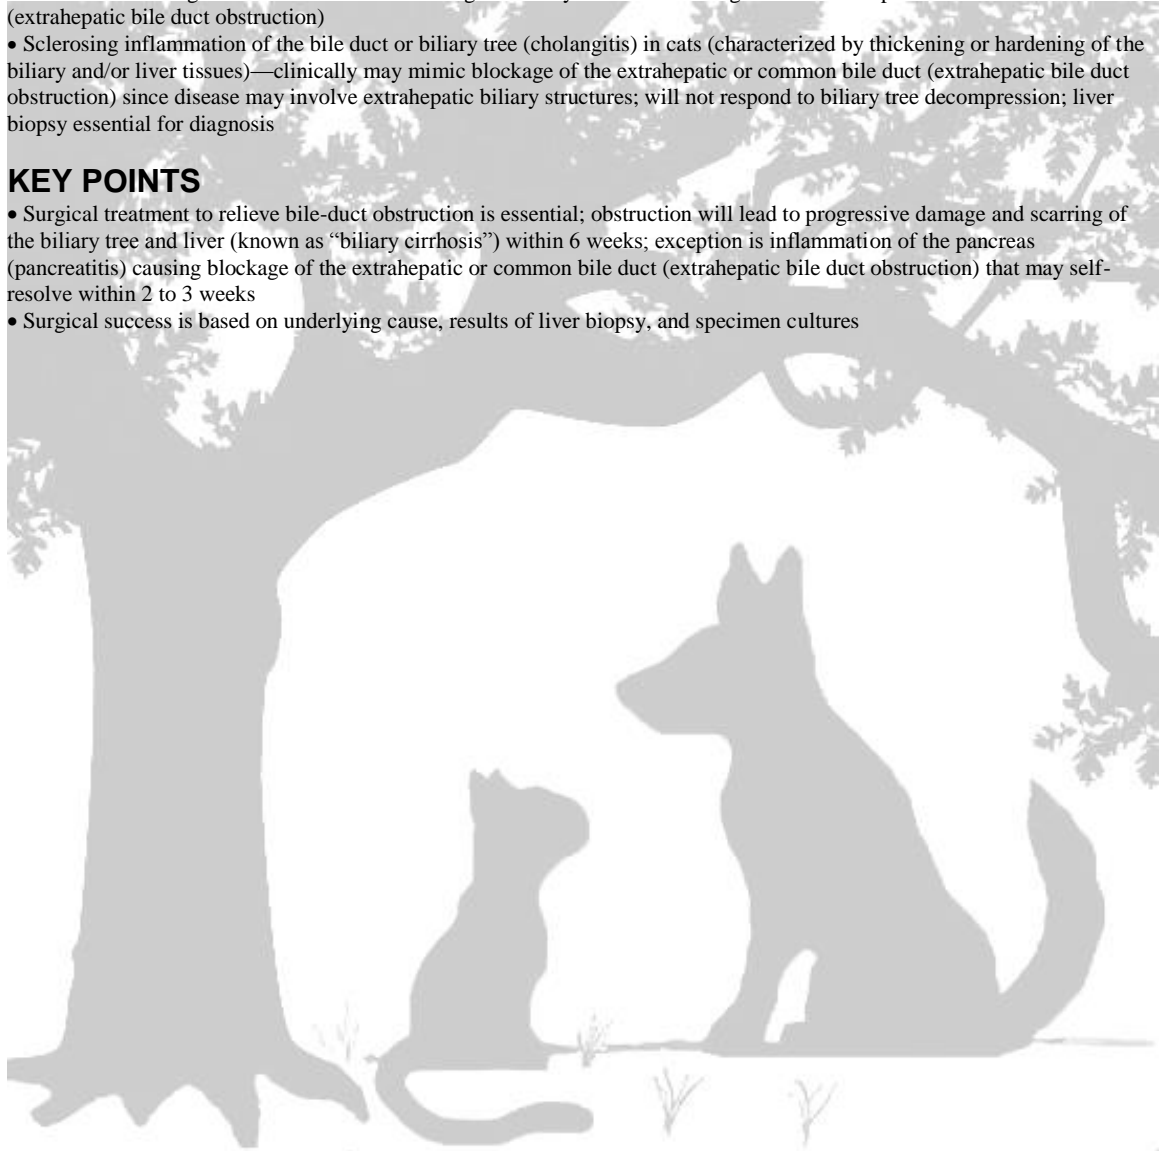 (extrahepatic bile duct obstruction)
• Sclerosing inflammation of the bile duct or biliary tree (cholangitis) in cats (characterized by thickening or hardening of the
biliary and/or liver tissues)—clinically may mimic blockage of the extrahepatic or common bile duct (extrahepatic bile duct
obstruction) since disease may involve extrahepatic biliary structures; will not respond to biliary tree decompression; liver
biopsy essential for diagnosis
KEY POINTS
• Surgical treatment to relieve bile-duct obstruction is essential; obstruction will lead to progressive damage and scarring of
the biliary tree and liver (known as “biliary cirrhosis”) within 6 weeks; exception is inflammation of the pancreas
(pancreatitis) causing blockage of the extrahepatic or common bile duct (extrahepatic bile duct obstruction) that may self-
resolve within 2 to 3 weeks
• Surgical success is based on underlying cause, results of liver biopsy, and specimen cultures